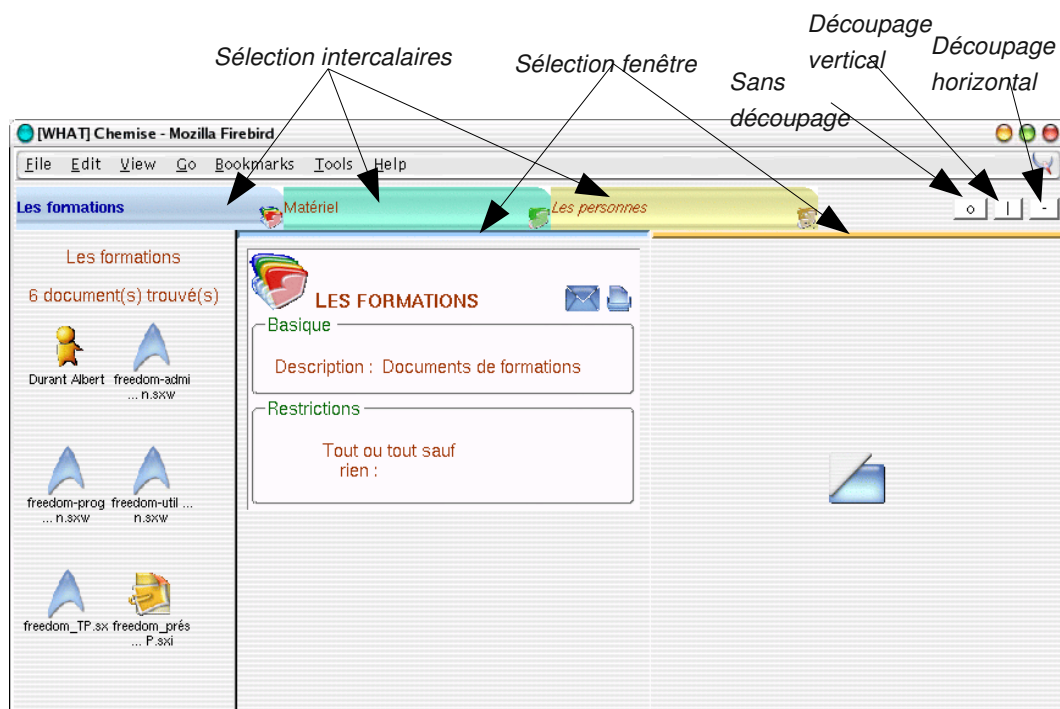 Sélection intercalaires
Sélection fenêtre
Sans
découpage
Découpage
vertical
Découpage
horizontal
[WHAT] Chemise - Mozilla Firebird
File Edit View Go Bookmarks Tools Help
Les formations
Matériel
Les personnes
o
|
-
Les formations
6 document(s) trouvé(s)
Durant Albert
freedom-admi
... n.sxw
freedom-prog
... n.sxw
freedom-util ...
n.sxw
freedom_TP.sx
freedom_prés
... P.sxi
LES FORMATIONS
Basique
Description : Documents de formations
Restrictions
Tout ou tout sauf
rien :